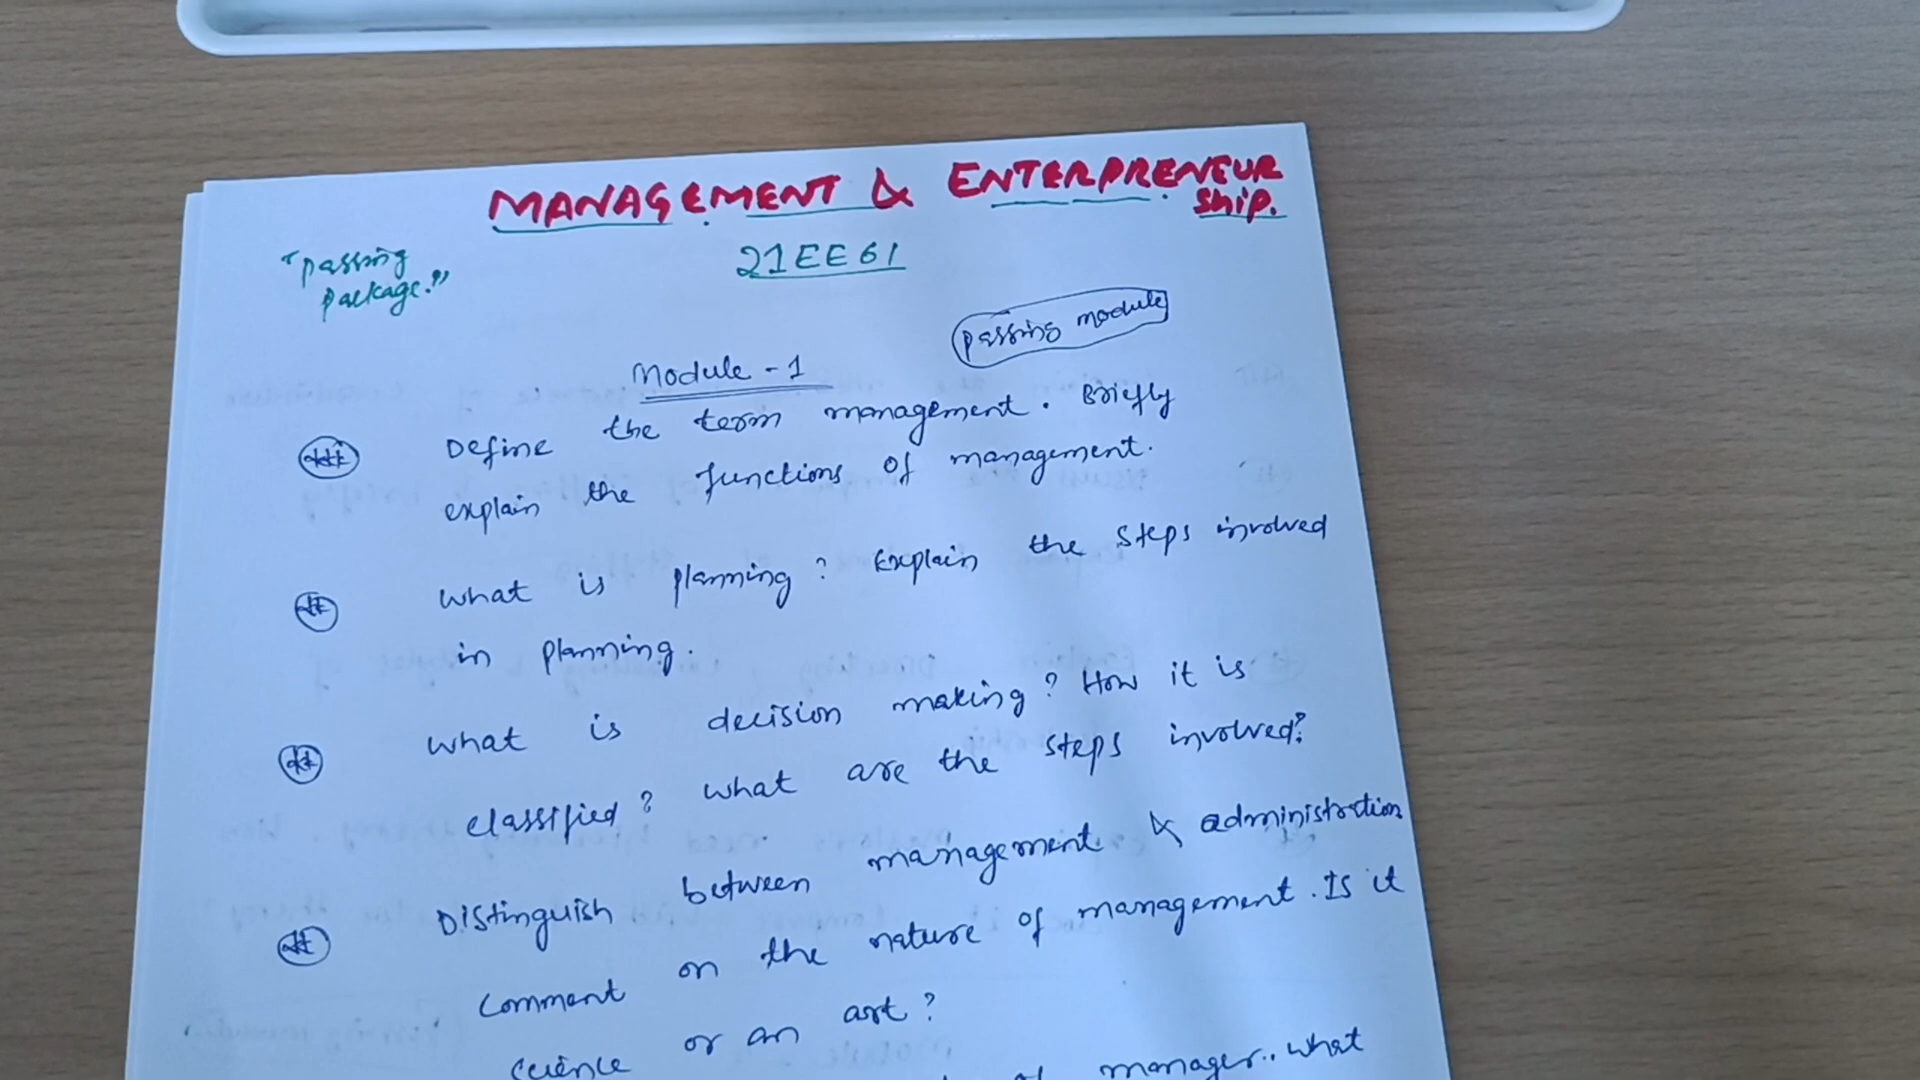 MANAGEMENT & ENTERPRENEUR
Ship.
"passing
package."
21EE61
passing module
Module - 1
Define the term management. Briefly
explain the functions of management.
what is planning? Explain the steps involved
in planning.
what is decision making? How it is
classified? what are the steps involved?
Distinguish between management & administration
comment on the nature of management. Is it
science or an art?
manager.. what